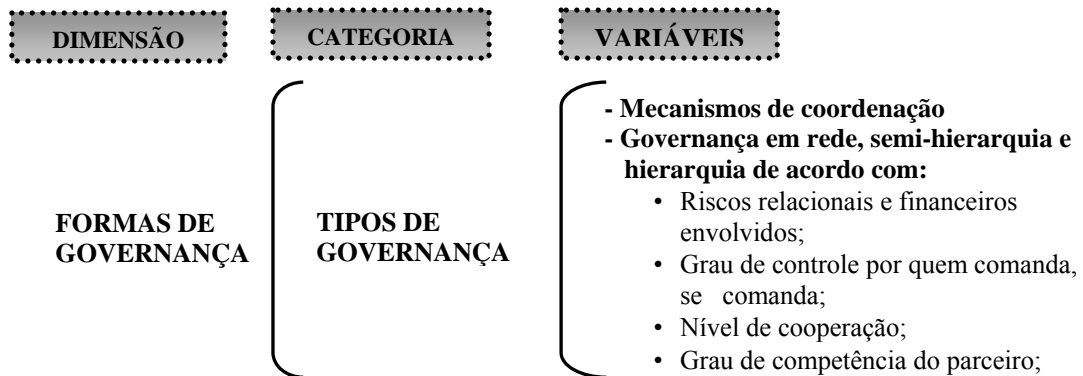 DIMENSÃO
CATEGORIA
VARIÁVEIS
FORMAS DE
GOVERNANÇA
TIPOS DE
GOVERNANÇA
- Mecanismos de coordenação
- Governança em rede, semi-hierarquia e
hierarquia de acordo com:
• Riscos relacionais e financeiros
envolvidos;
• Grau de controle por quem comanda,
se comanda;
• Nível de cooperação;
• Grau de competência do parceiro;